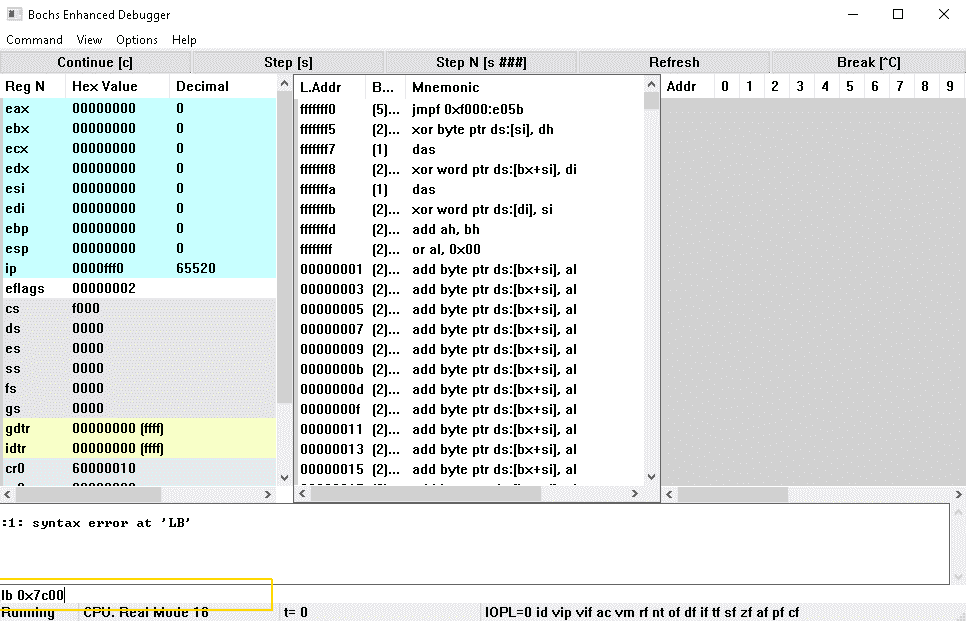 Bochs Enhanced Debugger
Command View Options Help
Continue [c] Step [s] Step N [s ###] Refresh Break [^C]
Reg N Hex Value Decimal
eax 00000000 0
ebx 00000000 0
ecx 00000000 0
edx 00000000 0
esi 00000000 0
edi 00000000 0
ebp 00000000 0
esp 00000000 0
ip 0000fff0 65520
eflags 00000002
cs f000
ds 0000
es 0000
ss 0000
fs 0000
gs 0000
gdtr 00000000 (ffff)
idtr 00000000 (ffff)
cr0 60000010
L.Addr B... Mnemonic
fffffff0 (5)... jmpf 0xf000:e05b
fffffff5 (2)... xor byte ptr ds:[si], dh
fffffff7 (1) das
fffffff8 (2)... xor word ptr ds:[bx+si], di
fffffffa (1) das
fffffffb (2)... xor word ptr ds:[di], si
fffffffd (2)... add ah, bh
ffffffff (2)... or al, 0x00
00000001 (2)... add byte ptr ds:[bx+si], al
00000003 (2)... add byte ptr ds:[bx+si], al
00000005 (2)... add byte ptr ds:[bx+si], al
00000007 (2)... add byte ptr ds:[bx+si], al
00000009 (2)... add byte ptr ds:[bx+si], al
0000000b (2)... add byte ptr ds:[bx+si], al
0000000d (2)... add byte ptr ds:[bx+si], al
0000000f (2)... add byte ptr ds:[bx+si], al
00000011 (2)... add byte ptr ds:[bx+si], al
00000013 (2)... add byte ptr ds:[bx+si], al
00000015 (2)... add byte ptr ds:[bx+si], al
Addr 0 1 2 3 4 5 6 7 8 9
:1: syntax error at 'LB'
lb 0x7c00
Running CPU: Real Mode 16 t= 0 IOPL=0 id vip vif ac vm rf nt of df if tf sf zf af pf cf